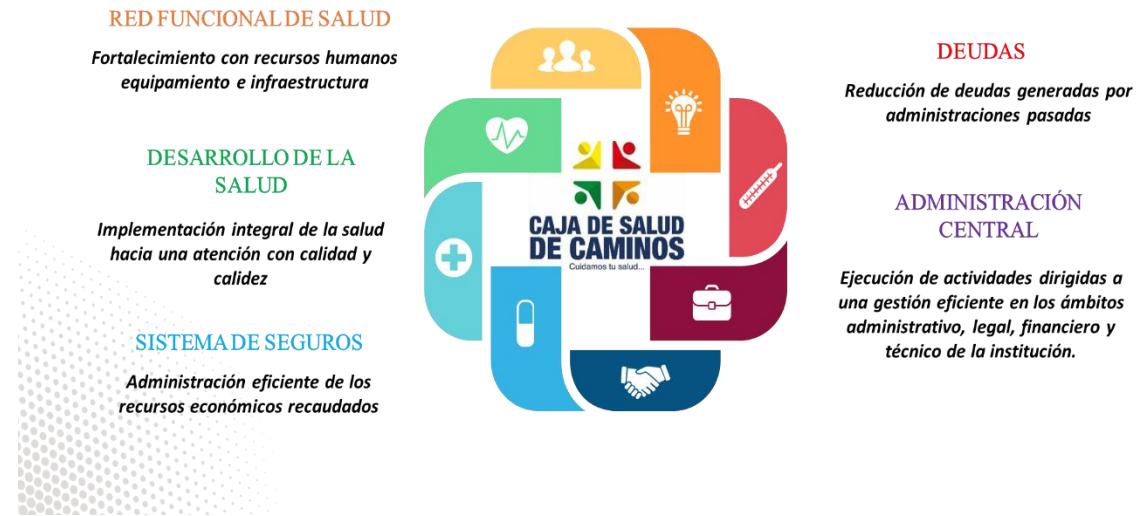 RED FUNCIONAL DE SALUD
Fortalecimiento con recursos humanos
equipamiento e infraestructura
DESARROLLO DE LA
SALUD
Implementación integral de la salud
hacia una atención con calidad y
calidez
SISTEMA DE SEGUROS
Administración eficiente de los
recursos económicos recaudados
CAJA DE SALUD
DE CAMINOS
Cuidamos tu salud...
DEUDAS
Reducción de deudas generadas por
administraciones pasadas
ADMINISTRACIÓN
CENTRAL
Ejecución de actividades dirigidas a
una gestión eficiente en los ámbitos
administrativo, legal, financiero y
técnico de la institución.